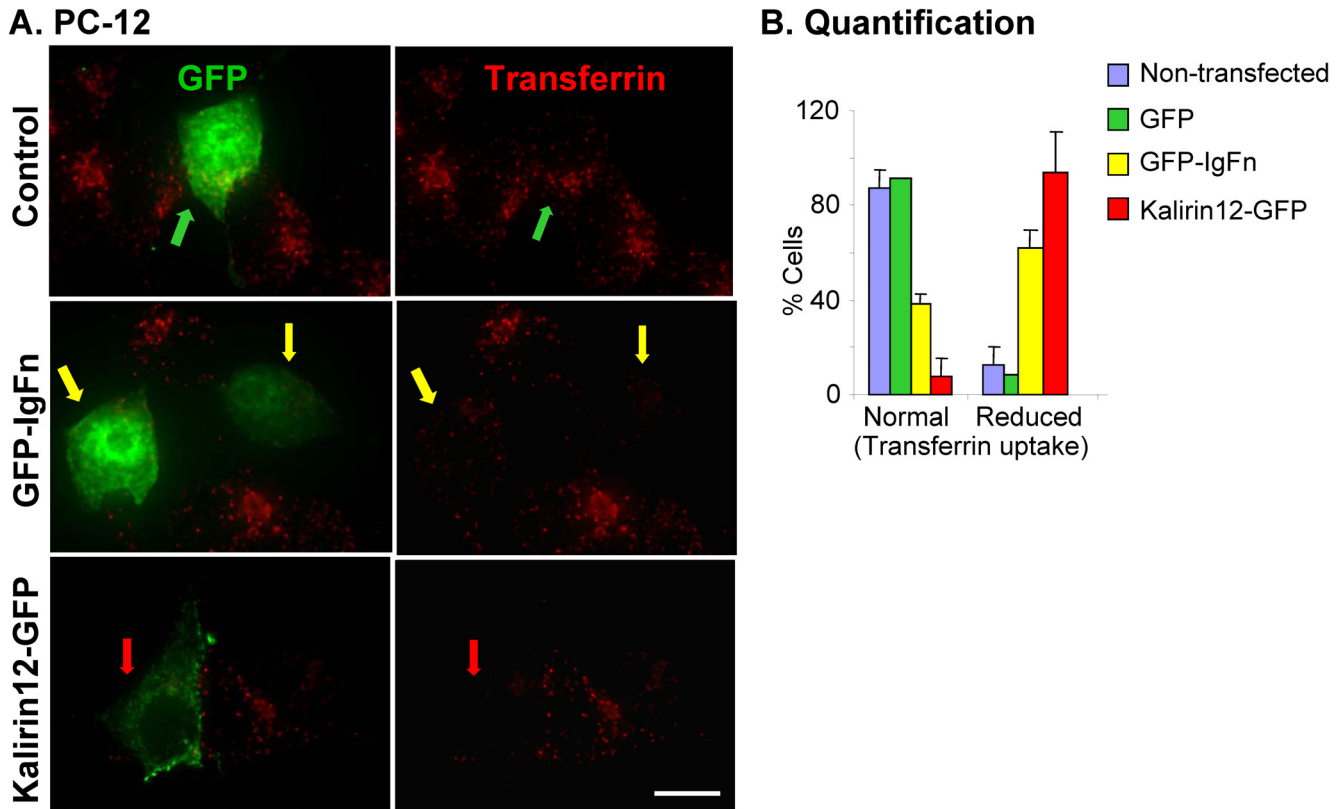 A. PC-12
GFP
Transferrin
Control
GFP-IgFn
Kalirin12-GFP
B. Quantification
Non-transfected
GFP
GFP-IgFn
Kalirin12-GFP
120
80
40
0
% Cells
Normal Reduced
(Transferrin uptake)